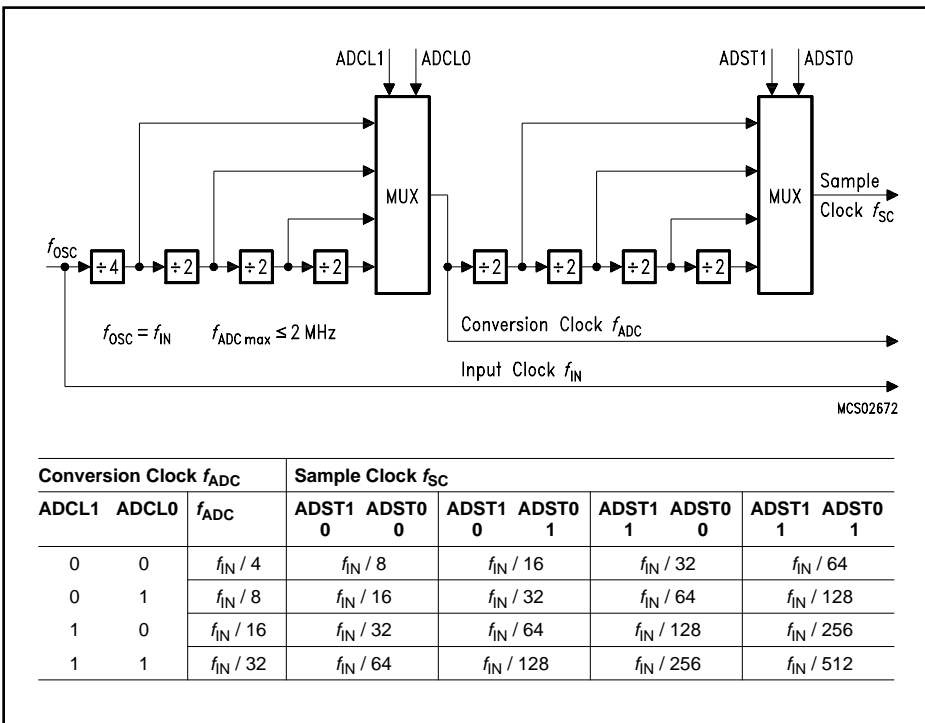 ADCL1 ADCL0 ADST1 ADST0
MUX MUX Sample
Clock fSC
fOSC
÷4 ÷2 ÷2 ÷2 ÷2 ÷2 ÷2 ÷2
fOSC = fIN fADC max ≤ 2 MHz Conversion Clock fADC
Input Clock fIN
MCS02672
Conversion Clock fADC Sample Clock fSC
ADCL1 ADCL0 fADC ADST1 ADST0 ADST1 ADST0 ADST1 ADST0 ADST1 ADST0
0 0 0 1 1 0 1 1
0 0 fIN / 4 fIN / 8 fIN / 16 fIN / 32 fIN / 64
0 1 fIN / 8 fIN / 16 fIN / 32 fIN / 64 fIN / 128
1 0 fIN / 16 fIN / 32 fIN / 64 fIN / 128 fIN / 256
1 1 fIN / 32 fIN / 64 fIN / 128 fIN / 256 fIN / 512